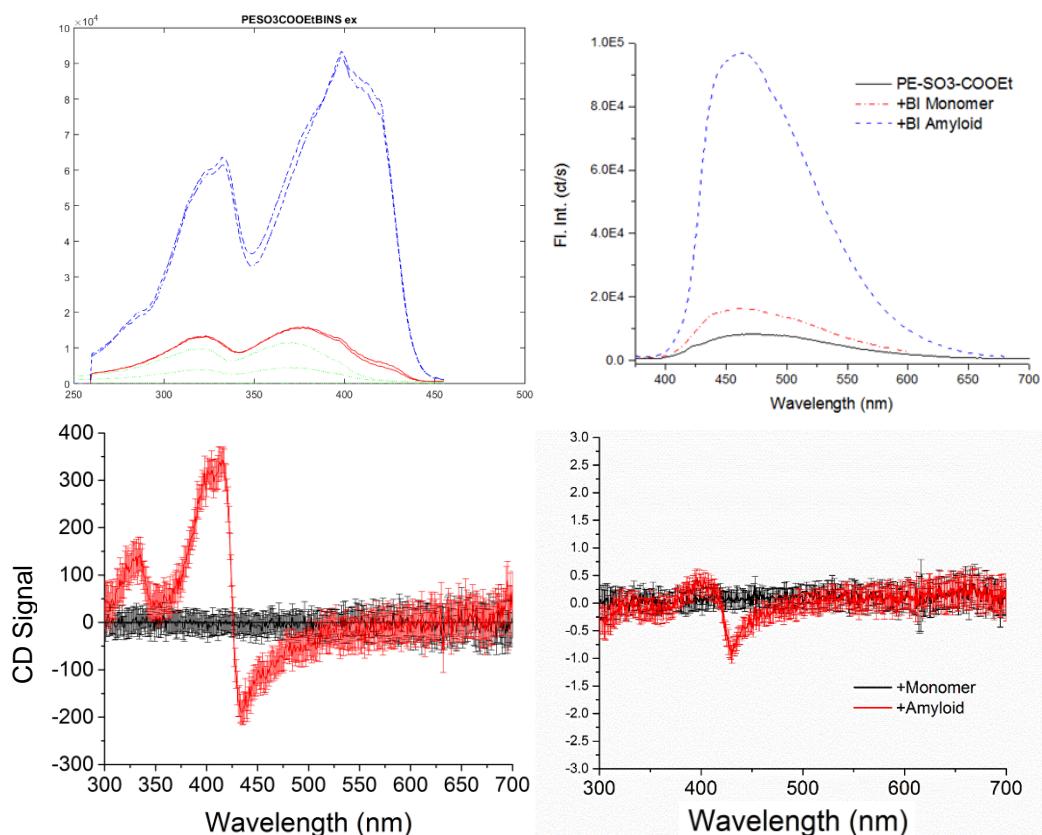 PESO3COOEtBINS ex
×10⁴
10
9
8
7
6
5
4
3
2
1
0
250 300 350 400 450 500
1.0E5
8.0E4
6.0E4
4.0E4
2.0E4
0.0
Fl. Int. (ct/s)
PE-SO3-COOEt
+BI Monomer
+BI Amyloid
400 450 500 550 600 650 700
Wavelength (nm)
400
300
200
100
0
-100
-200
-300
CD Signal
300 350 400 450 500 550 600 650 700
Wavelength (nm)
3.0
2.5
2.0
1.5
1.0
0.5
0.0
-0.5
-1.0
-1.5
-2.0
-2.5
-3.0
+Monomer
+Amyloid
300 400 500 600 700
Wavelength (nm)